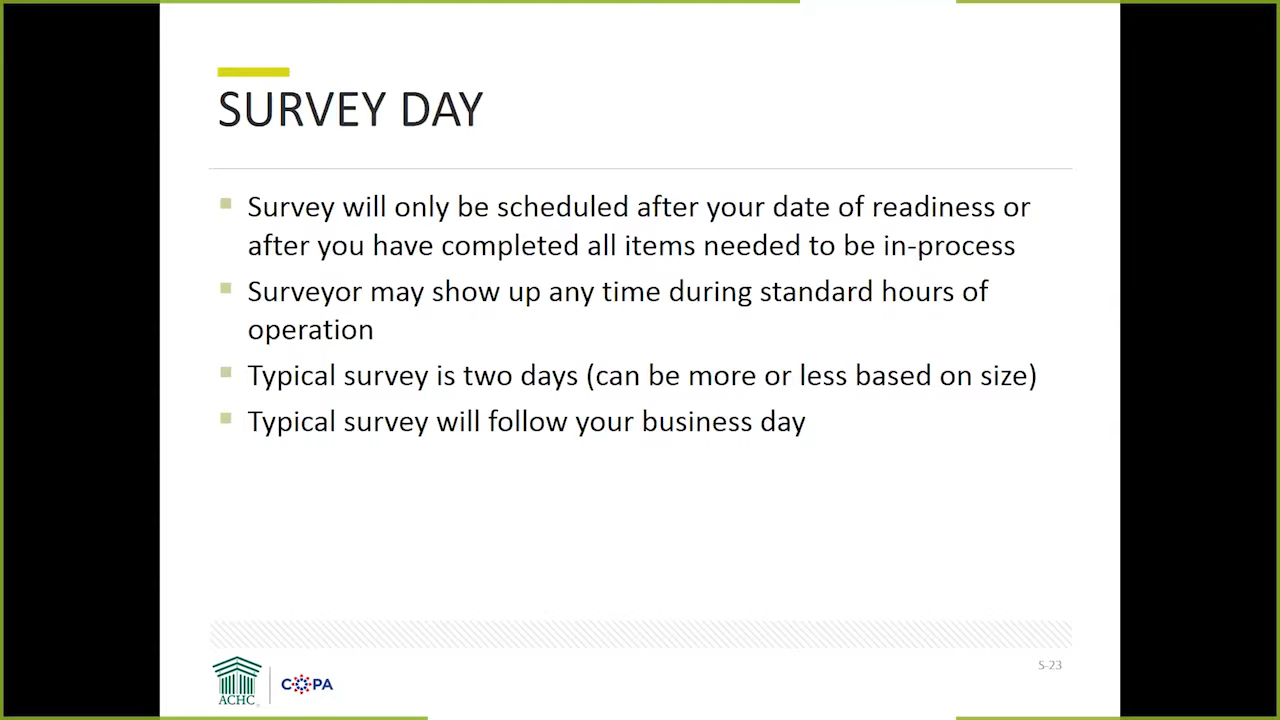 SURVEY DAY
Survey will only be scheduled after your date of readiness or
after you have completed all items needed to be in-process
Surveyor may show up any time during standard hours of
operation
Typical survey is two days (can be more or less based on size)
Typical survey will follow your business day
S-23
ACHC
COPA